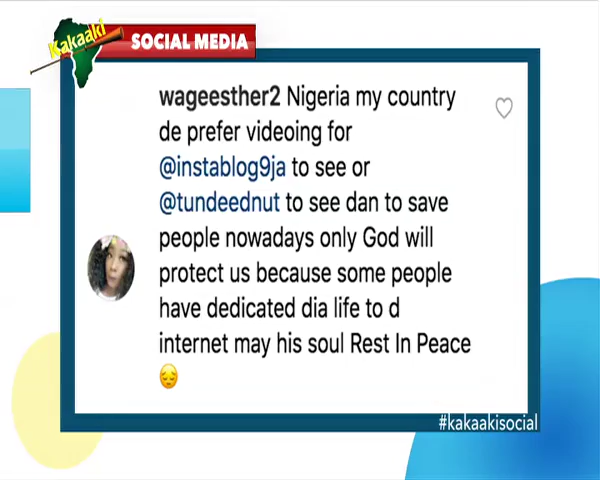 Kakaaki
SOCIAL MEDIA
wageesther2 Nigeria my country
de prefer videoing for
@instablog9ja to see or
@tundeednut to see dan to save
people nowadays only God will
protect us because some people
have dedicated dia life to d
internet may his soul Rest In Peace
😔
#kakaakisocial